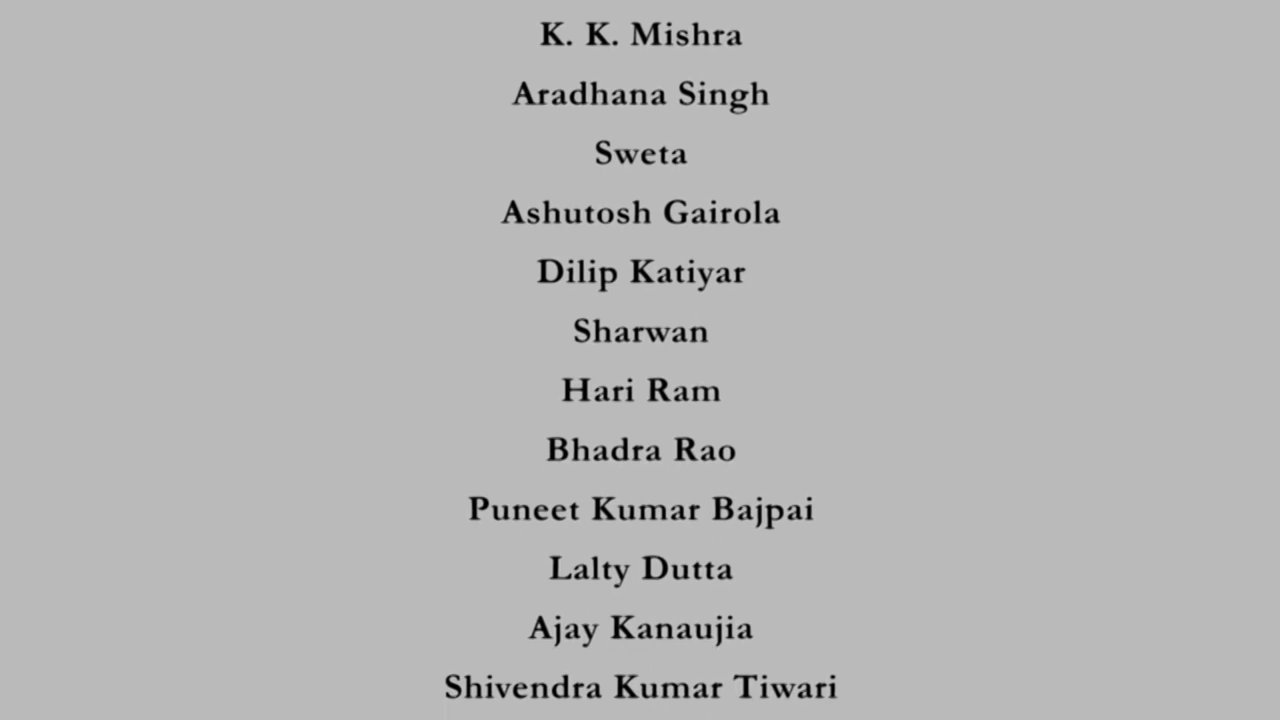 K. K. Mishra
Aradhana Singh
Sweta
Ashutosh Gairola
Dilip Katiyar
Sharwan
Hari Ram
Bhadra Rao
Puneet Kumar Bajpai
Lalty Dutta
Ajay Kanaujia
Shivendra Kumar Tiwari